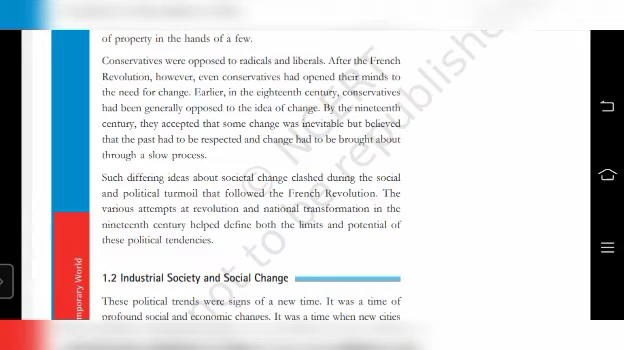 of property in the hands of a few.
Conservatives were opposed to radicals and liberals. After the French
Revolution, however, even conservatives had opened their minds to
the need for change. Earlier, in the eighteenth century, conservatives
had been generally opposed to the idea of change. By the nineteenth
century, they accepted that some change was inevitable but believed
that the past had to be respected and change had to be brought about
through a slow process.
Such differing ideas about societal change clashed during the social
and political turmoil that followed the French Revolution. The
various attempts at revolution and national transformation in the
nineteenth century helped define both the limits and potential of
these political tendencies.
1.2 Industrial Society and Social Change
These political trends were signs of a new time. It was a time of
profound social and economic changes. It was a time when new cities
mporary World
© NCERT
not to be republishe